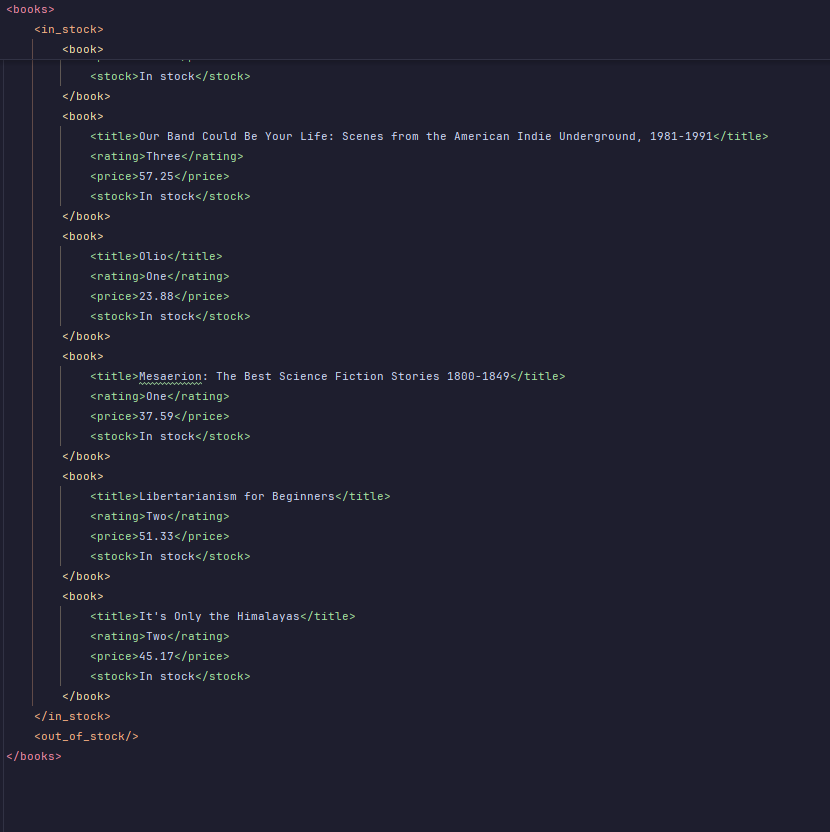 <books>
    <in_stock>
        <book>
            <stock>In stock</stock>
        </book>
        <book>
            <title>Our Band Could Be Your Life: Scenes from the American Indie Underground, 1981-1991</title>
            <rating>Three</rating>
            <price>57.25</price>
            <stock>In stock</stock>
        </book>
        <book>
            <title>Olio</title>
            <rating>One</rating>
            <price>23.88</price>
            <stock>In stock</stock>
        </book>
        <book>
            <title>Mesaerion: The Best Science Fiction Stories 1800-1849</title>
            <rating>One</rating>
            <price>37.59</price>
            <stock>In stock</stock>
        </book>
        <book>
            <title>Libertarianism for Beginners</title>
            <rating>Two</rating>
            <price>51.33</price>
            <stock>In stock</stock>
        </book>
        <book>
            <title>It's Only the Himalayas</title>
            <rating>Two</rating>
            <price>45.17</price>
            <stock>In stock</stock>
        </book>
    </in_stock>
    <out_of_stock/>
</books>